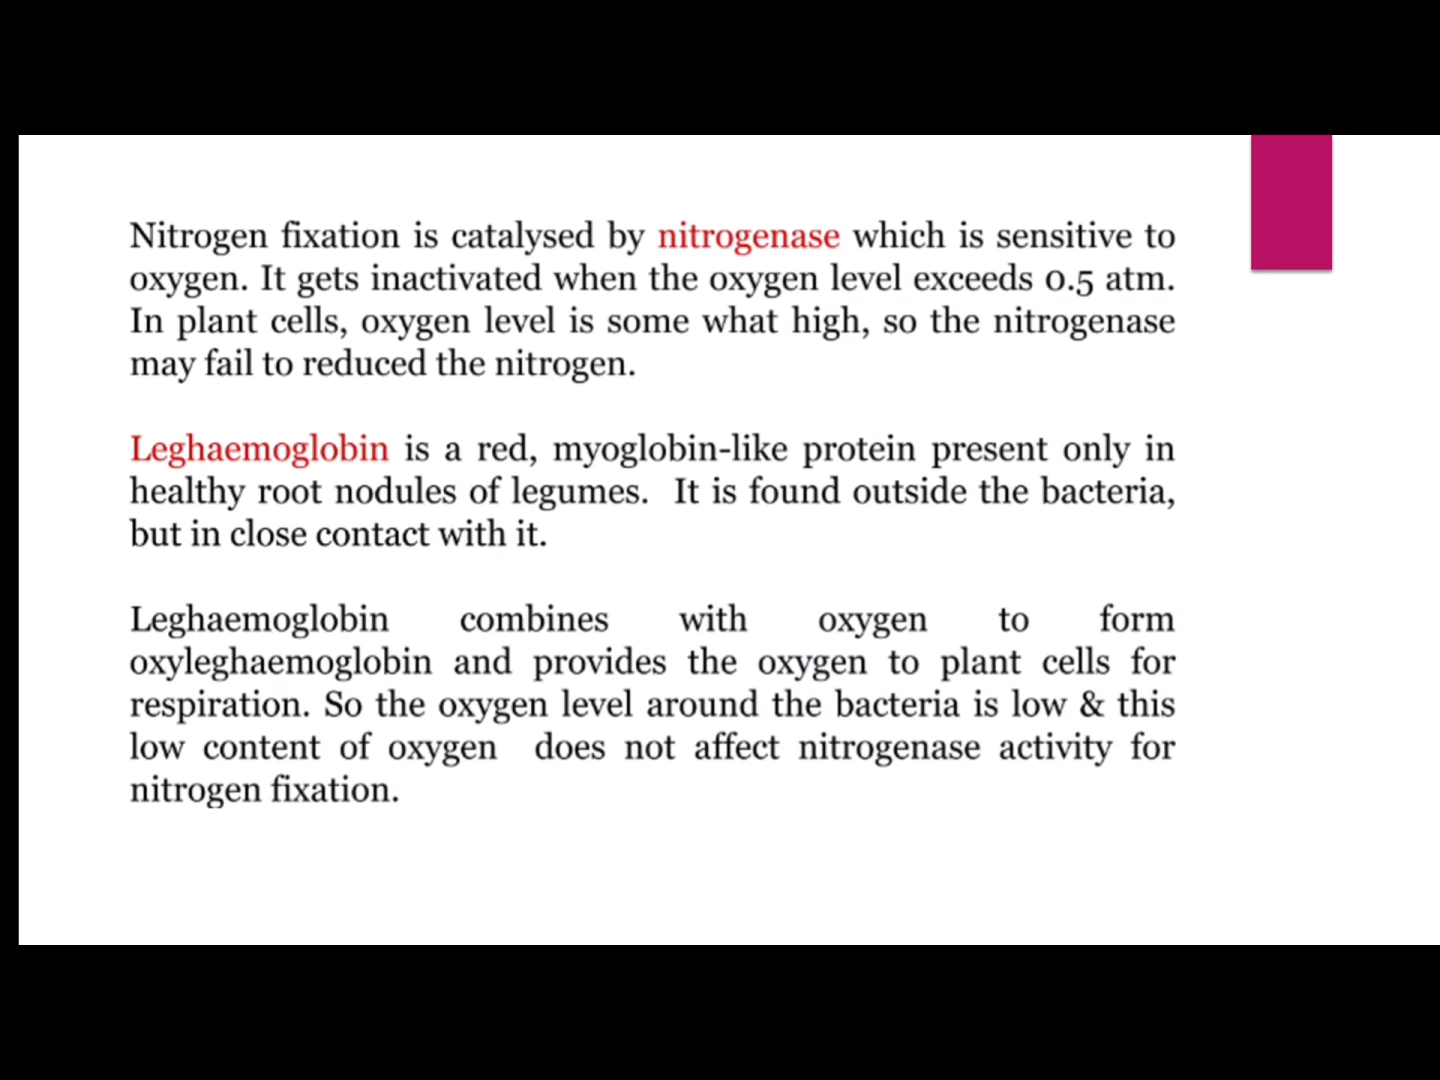 Nitrogen fixation is catalysed by nitrogenase which is sensitive to
oxygen. It gets inactivated when the oxygen level exceeds 0.5 atm.
In plant cells, oxygen level is some what high, so the nitrogenase
may fail to reduced the nitrogen.
Leghaemoglobin is a red, myoglobin-like protein present only in
healthy root nodules of legumes. It is found outside the bacteria,
but in close contact with it.
Leghaemoglobin combines with oxygen to form
oxyleghaemoglobin and provides the oxygen to plant cells for
respiration. So the oxygen level around the bacteria is low & this
low content of oxygen does not affect nitrogenase activity for
nitrogen fixation.